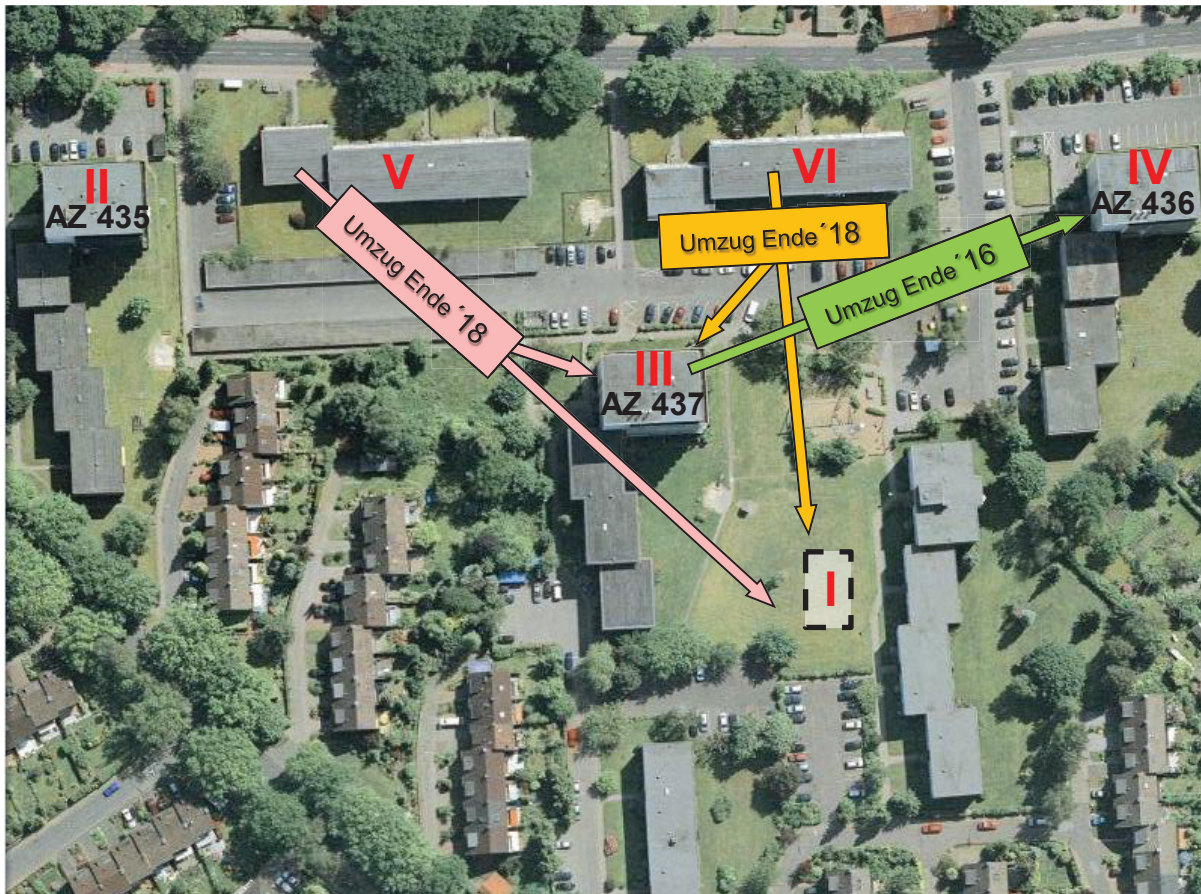 V
VI
IV
AZ 436
II
AZ 435
Umzug Ende ´18
Umzug Ende´18
Umzug Ende´16
III
AZ 437
I